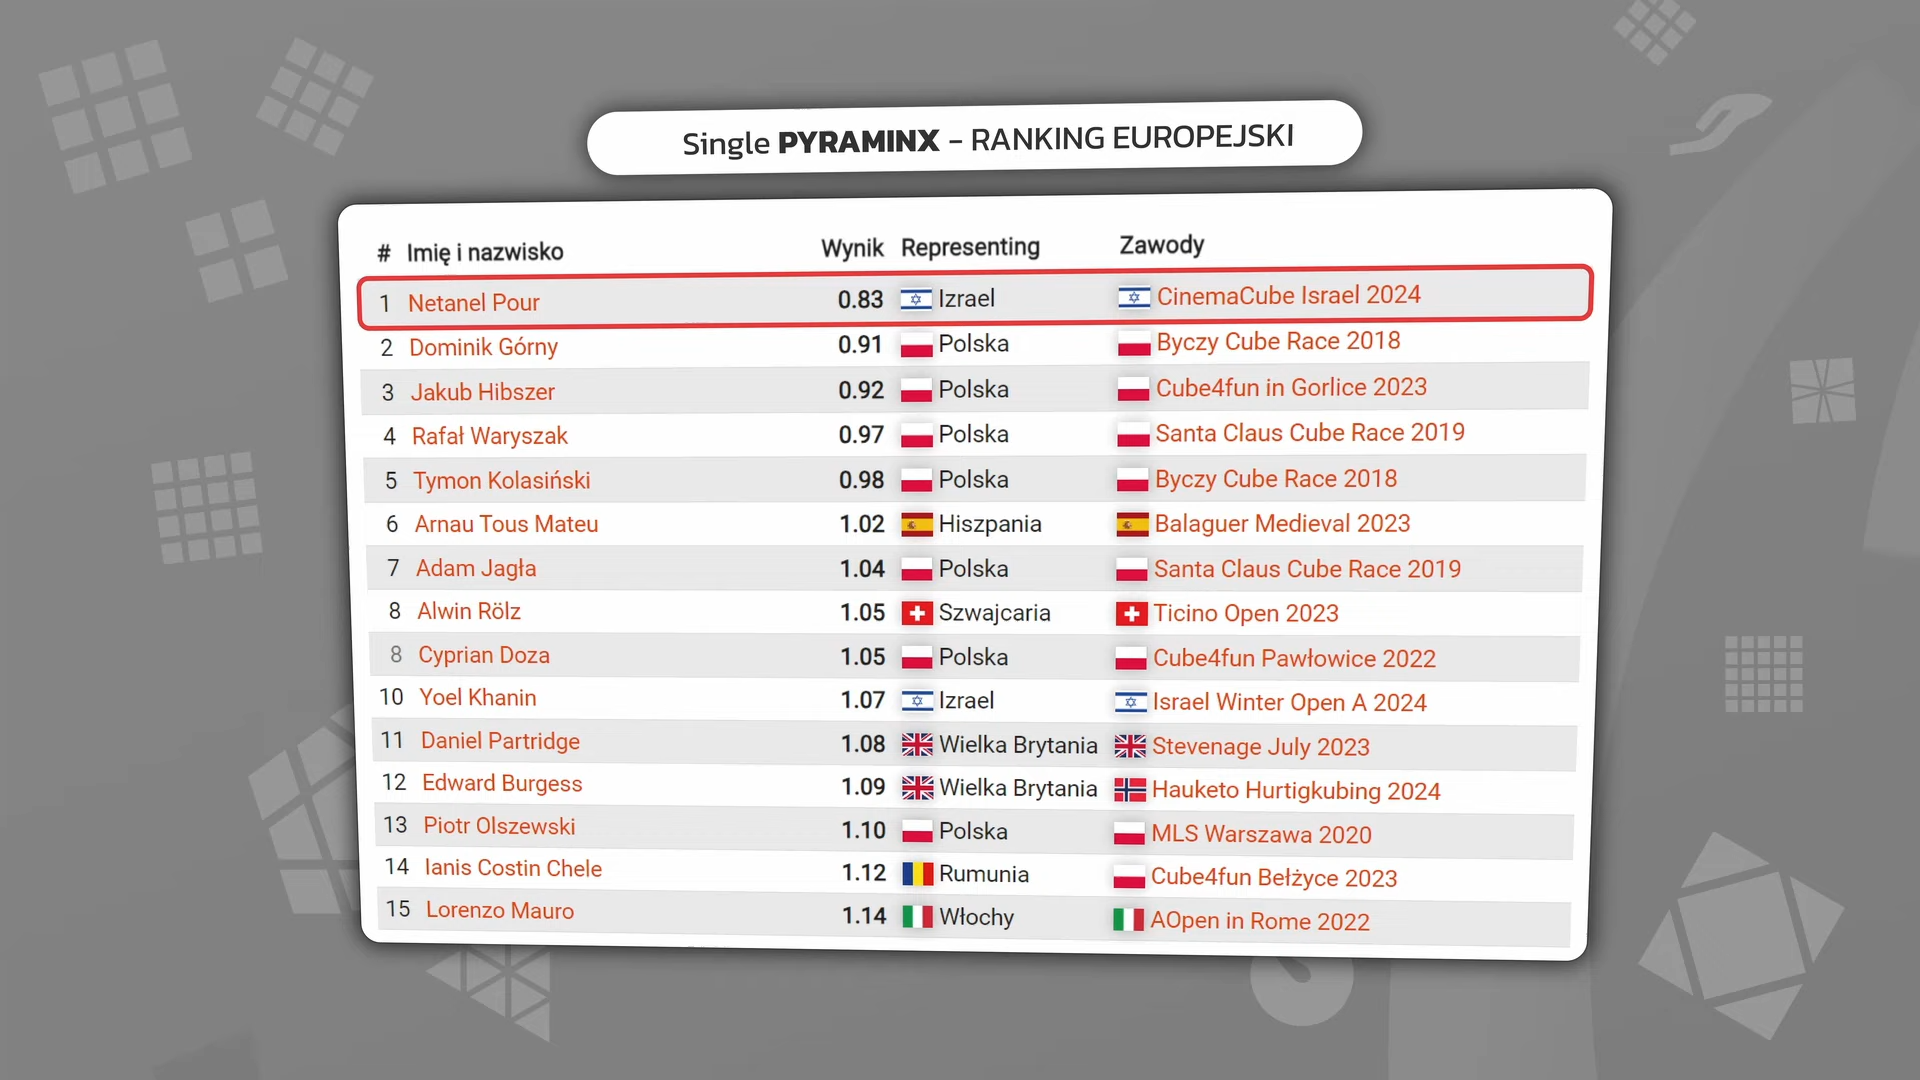 Single PYRAMINX – RANKING EUROPEJSKI
# Imię i nazwisko Wynik Representing Zawody
1 Netanel Pour 0.83 Izrael CinemaCube Israel 2024
2 Dominik Górny 0.91 Polska Byczy Cube Race 2018
3 Jakub Hibszer 0.92 Polska Cube4fun in Gorlice 2023
4 Rafał Waryszak 0.97 Polska Santa Claus Cube Race 2019
5 Tymon Kolasiński 0.98 Polska Byczy Cube Race 2018
6 Arnau Tous Mateu 1.02 Hiszpania Balaguer Medieval 2023
7 Adam Jagła 1.04 Polska Santa Claus Cube Race 2019
8 Alwin Rölz 1.05 Szwajcaria Ticino Open 2023
8 Cyprian Doza 1.05 Polska Cube4fun Pawłowice 2022
10 Yoel Khanin 1.07 Izrael Israel Winter Open A 2024
11 Daniel Partridge 1.08 Wielka Brytania Stevenage July 2023
12 Edward Burgess 1.09 Wielka Brytania Hauketo Hurtigkubing 2024
13 Piotr Olszewski 1.10 Polska MLS Warszawa 2020
14 Ianis Costin Chele 1.12 Rumunia Cube4fun Bełżyce 2023
15 Lorenzo Mauro 1.14 Włochy AOpen in Rome 2022